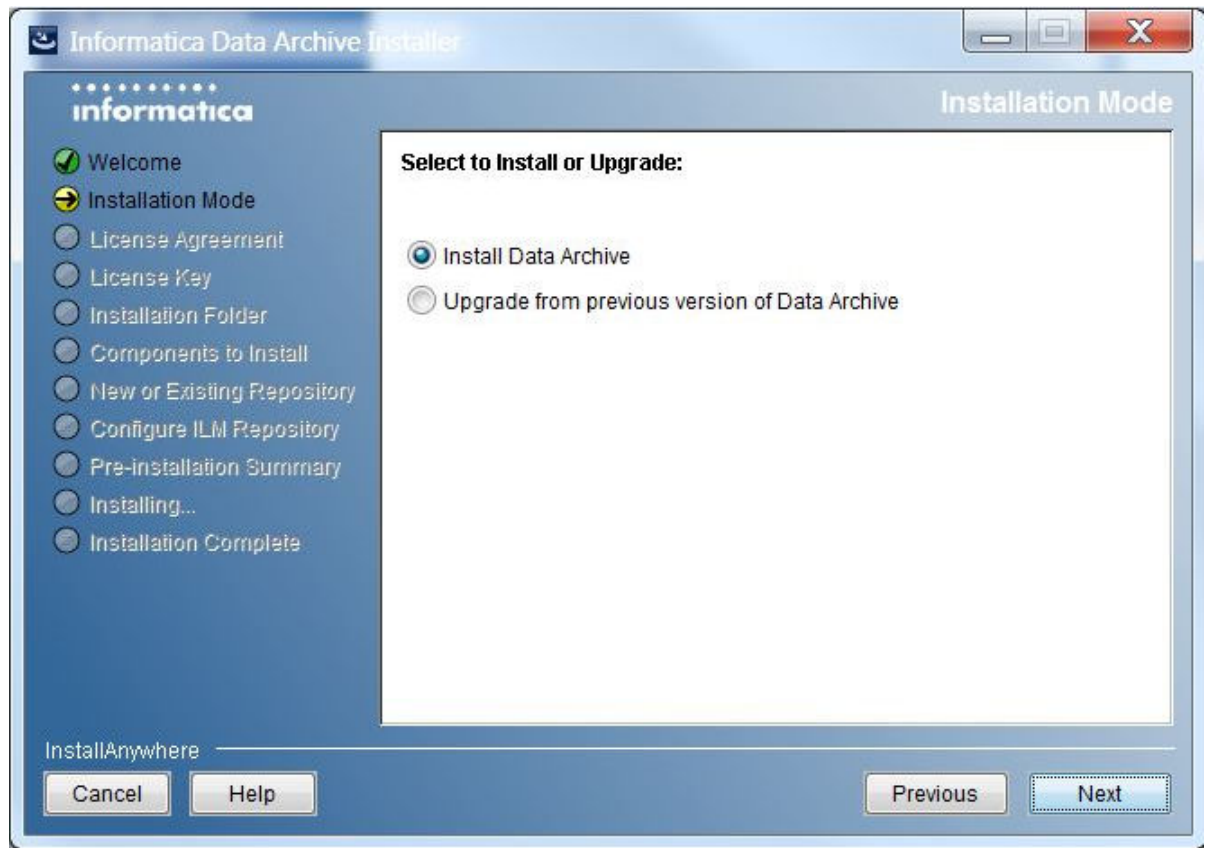 Informatica Data Archive Installer
informatica
Installation Mode
Welcome
Installation Mode
License Agreement
License Key
Installation Folder
Components to Install
New or Existing Repository
Configure ILM Repository
Pre-installation Summary
Installing...
Installation Complete
Select to Install or Upgrade:
Install Data Archive
Upgrade from previous version of Data Archive
InstallAnywhere
Cancel
Help
Previous
Next